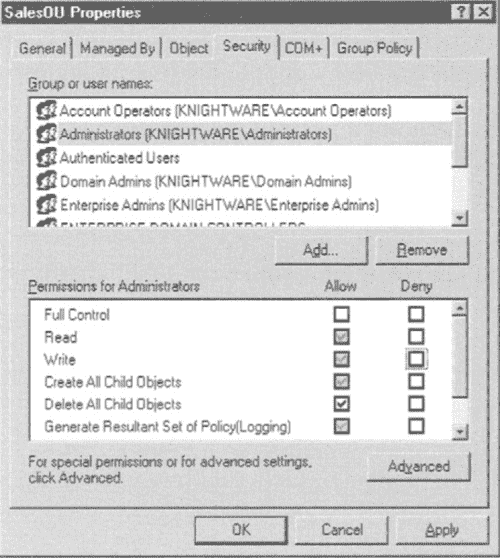 SalesOU Properties
General Managed By Object Security COM+ Group Policy
Group or user names:
Account Operators (KNIGHTWARE\Account Operators)
Administrators (KNIGHTWARE\Administrators)
Authenticated Users
Domain Admins (KNIGHTWARE\Domain Admins)
Enterprise Admins (KNIGHTWARE\Enterprise Admins)
ENTERPRISE DOMAIN CONTROLLERS
Add... Remove
Permissions for Administrators Allow Deny
Full Control
Read
Write
Create All Child Objects
Delete All Child Objects
Generate Resultant Set of Policy(Logging)
For special permissions or for advanced settings,
click Advanced.
Advanced
OK Cancel Apply